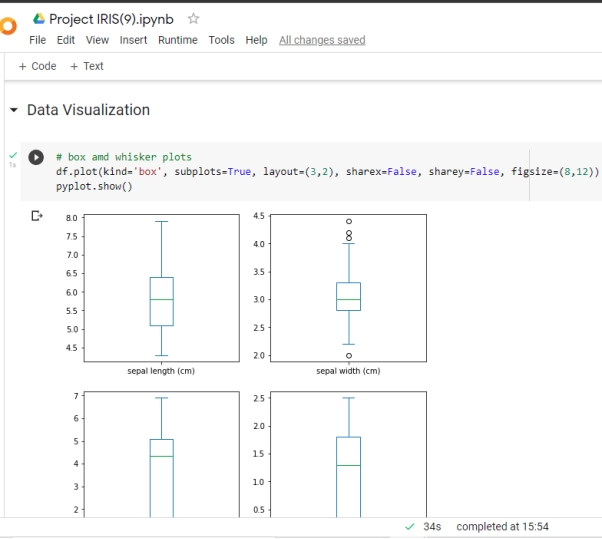 Project IRIS(9).ipynb
File Edit View Insert Runtime Tools Help All changes saved
+ Code + Text
Data Visualization
1s
# box amd whisker plots
df.plot(kind='box', subplots=True, layout=(3,2), sharex=False, sharey=False, figsize=(8,12))
pyplot.show()
8.0
7.5
7.0
6.5
6.0
5.5
5.0
4.5
sepal length (cm)
4.5
4.0
3.5
3.0
2.5
2.0
sepal width (cm)
7
6
5
4
3
2
2.5
2.0
1.5
1.0
0.5
34s completed at 15:54